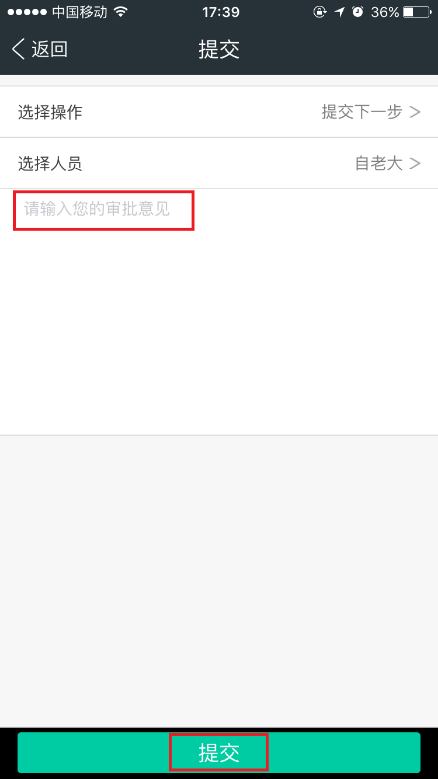 中国移动 17:39 36%
返回 提交
选择操作 提交下一步
选择人员 自老大
请输入您的审批意见
提交